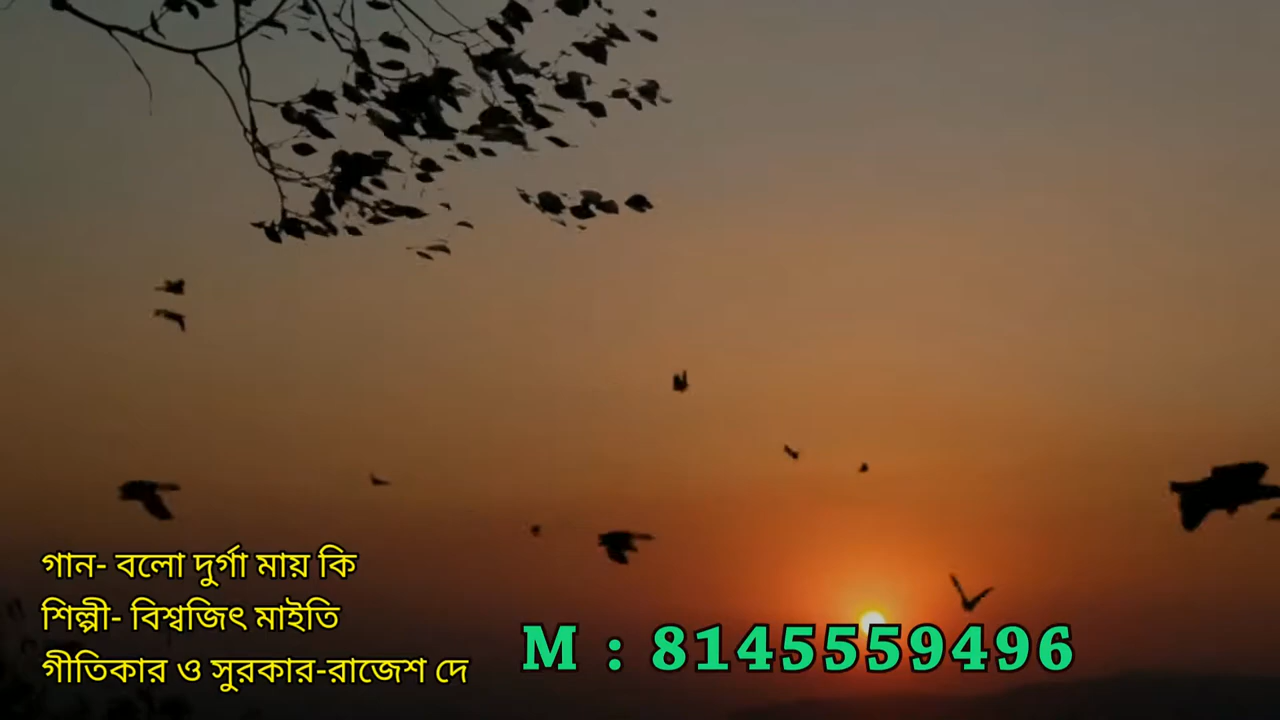 গান- বলো দুর্গা মায় কি
শিল্পী- বিশ্বজিৎ মাইতি
গীতিকার ও সুরকার-রাজেশ দে
M : 8145559496